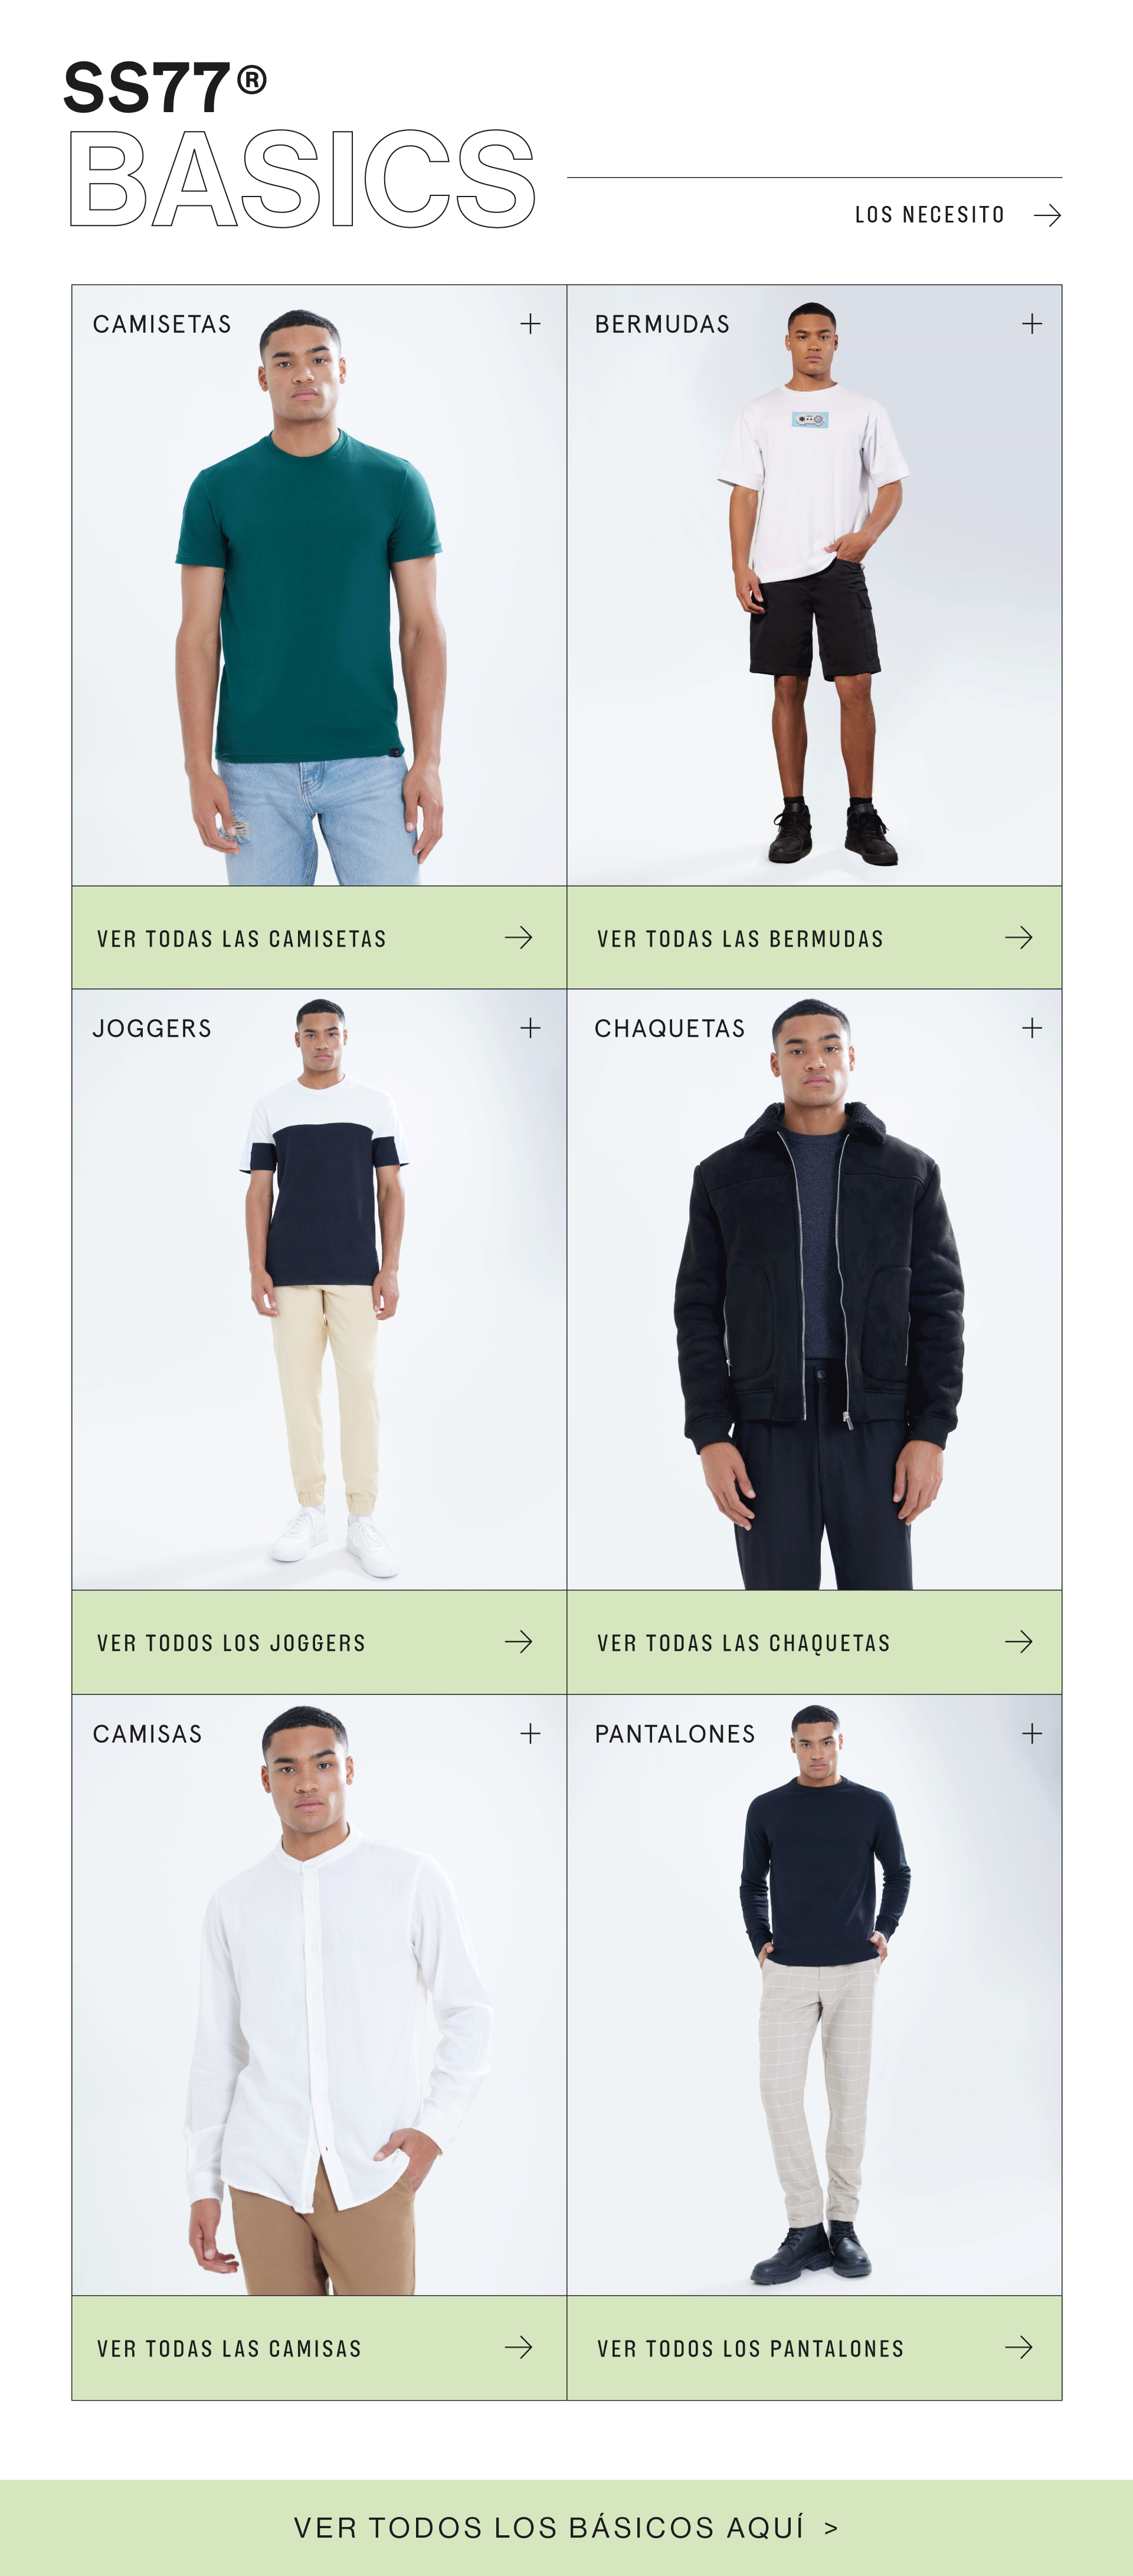 SS77®
BASICS
LOS NECESITO
CAMISETAS
BERMUDAS
VER TODAS LAS CAMISETAS
VER TODAS LAS BERMUDAS
JOGGERS
CHAQUETAS
VER TODOS LOS JOGGERS
VER TODAS LAS CHAQUETAS
CAMISAS
PANTALONES
VER TODAS LAS CAMISAS
VER TODOS LOS PANTALONES
VER TODOS LOS BÁSICOS AQUÍ >